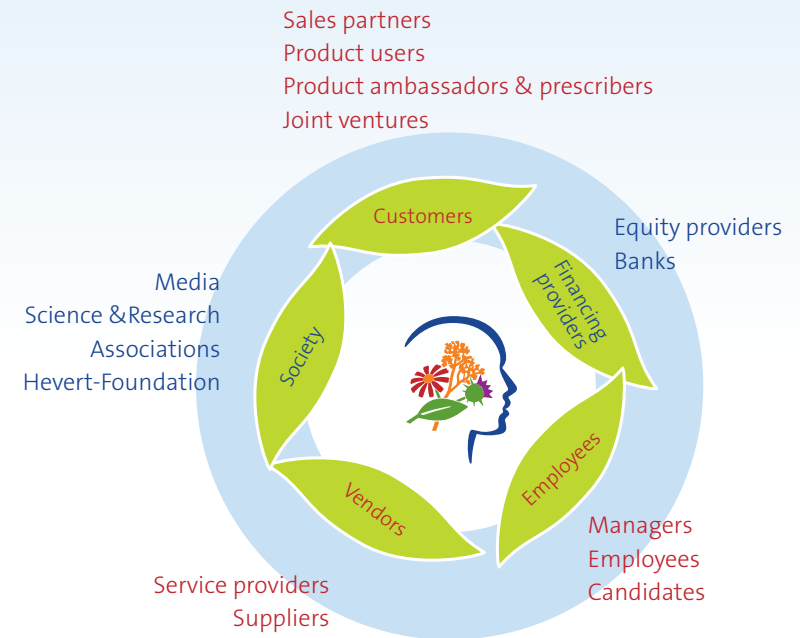 Sales partners
Product users
Product ambassadors & prescribers
Joint ventures
Customers
Equity providers
Banks
Financing
providers
Media
Science &Research
Associations
Hevert-Foundation
Society
Employees
Managers
Employees
Candidates
Vendors
Service providers
Suppliers